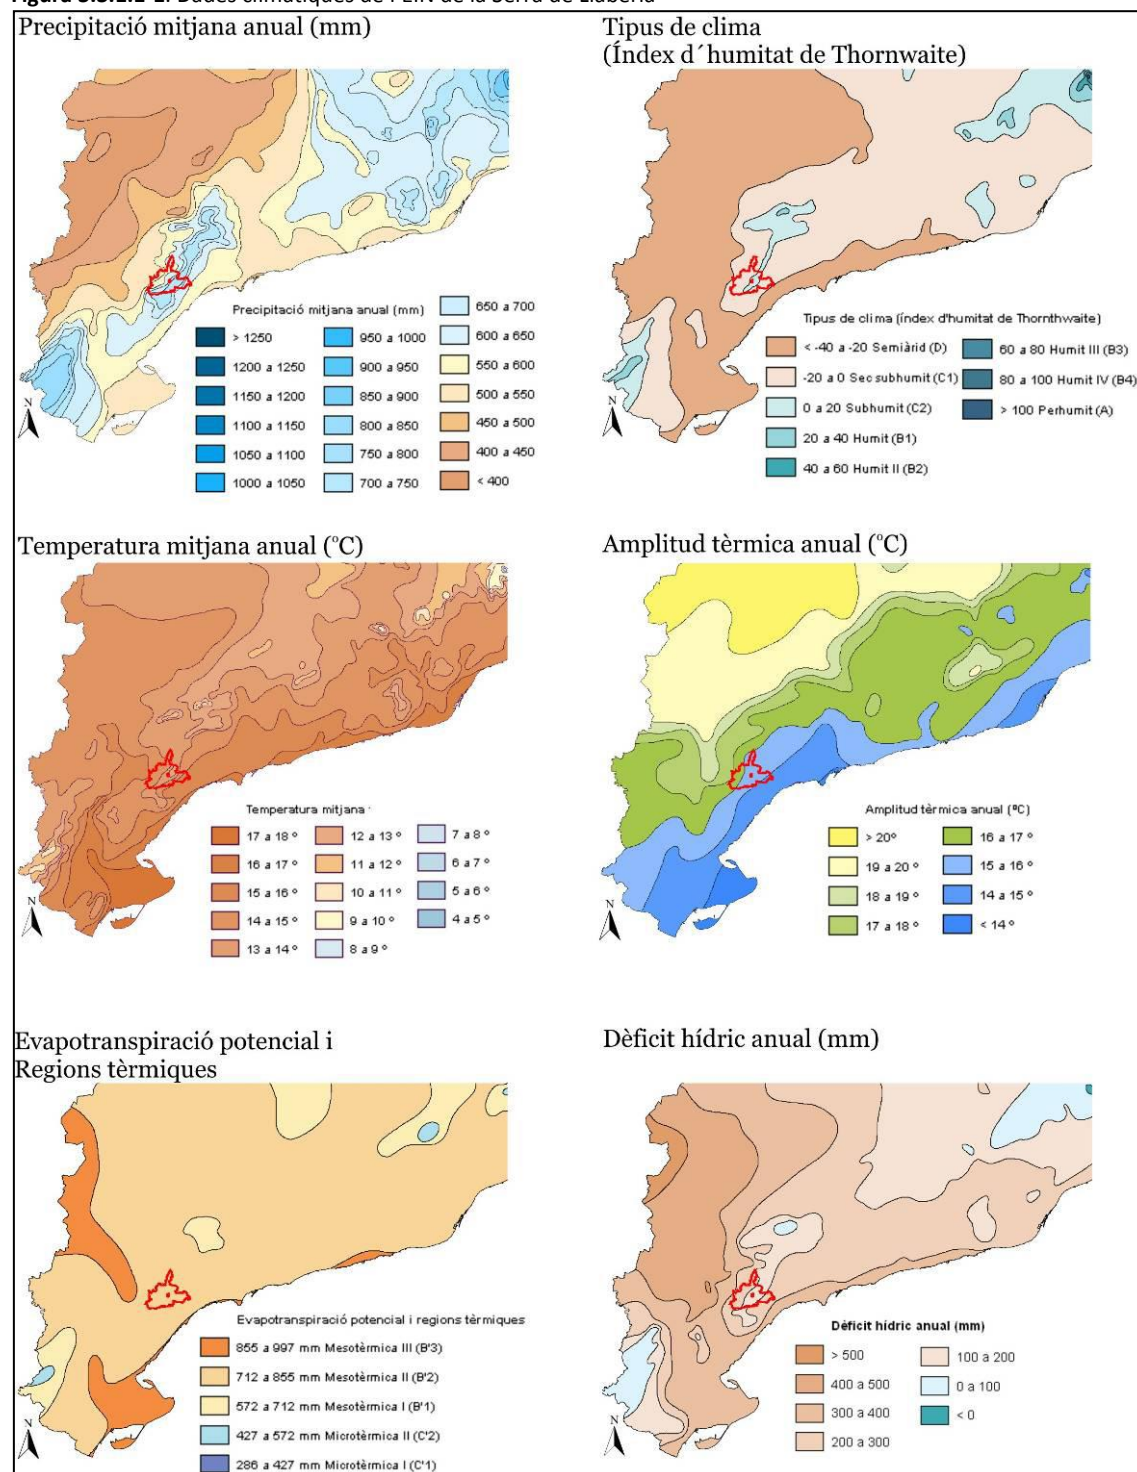 Figura 3.3.2.1-1. Dades climàtiques de l'EIN de la Serra de Llaberia
Precipitació mitjana anual (mm)
Precipitació mitjana anual (mm)
> 1250
1200 a 1250
1150 a 1200
1100 a 1150
1050 a 1100
1000 a 1050
950 a 1000
900 a 950
850 a 900
800 a 850
750 a 800
700 a 750
650 a 700
600 a 650
550 a 600
500 a 550
450 a 500
400 a 450
< 400
N
Tipus de clima
(Índex d´humitat de Thornwaite)
Tipus de clima (índex d'humitat de Thornthwaite)
< -40 a -20 Semiàrid (D)
-20 a 0 Sec subhumit (C1)
0 a 20 Subhumit (C2)
20 a 40 Humit (B1)
40 a 60 Humit II (B2)
60 a 80 Humit III (B3)
80 a 100 Humit IV (B4)
> 100 Perhumit (A)
N
Temperatura mitjana anual (°C)
Temperatura mitjana
17 a 18 º
16 a 17 º
15 a 16 º
14 a 15 º
13 a 14 º
12 a 13 º
11 a 12 º
10 a 11 º
9 a 10 º
8 a 9 º
7 a 8 º
6 a 7 º
5 a 6 º
4 a 5 º
N
Amplitud tèrmica anual (°C)
Amplitud tèrmica anual (ºC)
> 20º
19 a 20 º
18 a 19 º
17 a 18 º
16 a 17 º
15 a 16 º
14 a 15 º
< 14 º
N
Evapotranspiració potencial i
Regions tèrmiques
Evapotranspiració potencial i regions tèrmiques
855 a 997 mm Mesotèrmica III (B'3)
712 a 855 mm Mesotèrmica II (B'2)
572 a 712 mm Mesotèrmica I (B'1)
427 a 572 mm Microtèrmica II (C'2)
286 a 427 mm Microtèrmica I (C'1)
N
Dèficit hídric anual (mm)
Dèficit hídric anual (mm)
> 500
400 a 500
300 a 400
200 a 300
100 a 200
0 a 100
< 0
N